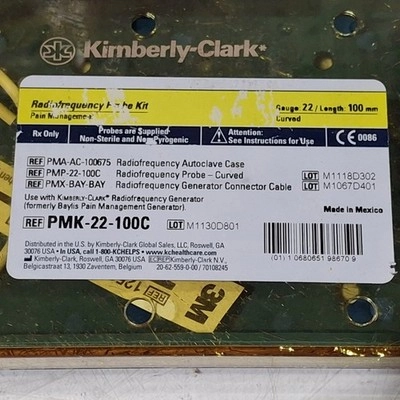 Kimberly-Clark*
Radiofrequency Probe Kit
Pain Management
Gauge: 22 / Length: 100 mm
Curved
Rx Only
Probes are Supplied
Non-Sterile and Non-Pyrogenic
Attention:
See Instructions for Use
CE 0086
REF PMA-AC-100675 Radiofrequency Autoclave Case
REF PMP-22-100C Radiofrequency Probe – Curved LOT M1118D302
REF PMX-BAY-BAY Radiofrequency Generator Connector Cable LOT M1067D401
Use with Kimberly-Clark* Radiofrequency Generator
(formerly Baylis Pain Management Generator).
Made in Mexico
REF PMK-22-100C LOT M1130D801
Distributed in the U.S. by Kimberly-Clark Global Sales, LLC, Roswell, GA
30076 USA • In USA, call 1-800-KCHELPS • www.kchealthcare.com
Kimberly-Clark, Roswell, GA 30076 USA EC REP Kimberly-Clark N.V.,
Belgicastraat 13, 1930 Zaventem, Belgium 20-62-559-0-00 / 70108245
(01) 1 0680651 98670 9
3M